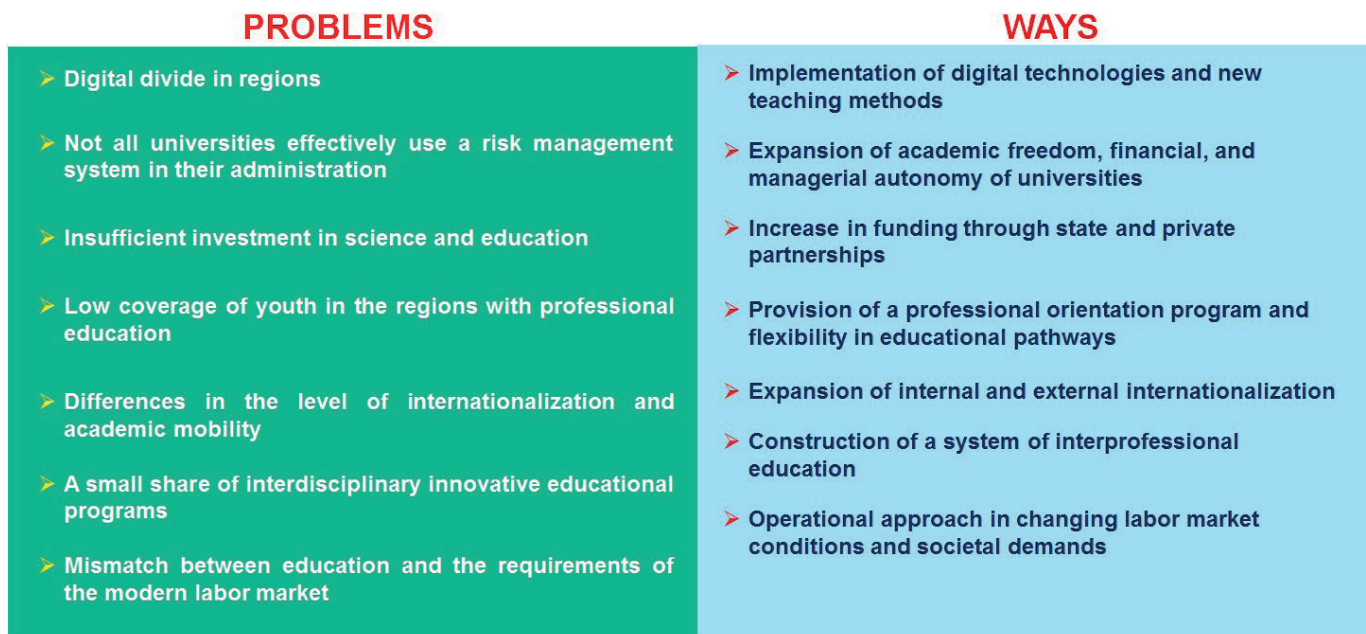 PROBLEMS
➢ Digital divide in regions
➢ Not all universities effectively use a risk management
system in their administration
➢ Insufficient investment in science and education
➢ Low coverage of youth in the regions with professional
education
➢ Differences in the level of internationalization and
academic mobility
➢ A small share of interdisciplinary innovative educational
programs
➢ Mismatch between education and the requirements of
the modern labor market
WAYS
➢ Implementation of digital technologies and new
teaching methods
➢ Expansion of academic freedom, financial, and
managerial autonomy of universities
➢ Increase in funding through state and private
partnerships
➢ Provision of a professional orientation program and
flexibility in educational pathways
➢ Expansion of internal and external internationalization
➢ Construction of a system of interprofessional
education
➢ Operational approach in changing labor market
conditions and societal demands